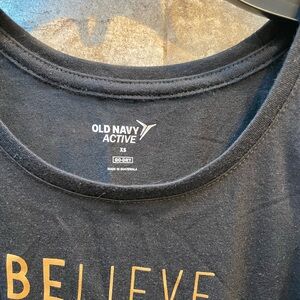 OLD NAVY
ACTIVE
XS
GO-DRY
MADE IN GUATEMALA
BELIEVE